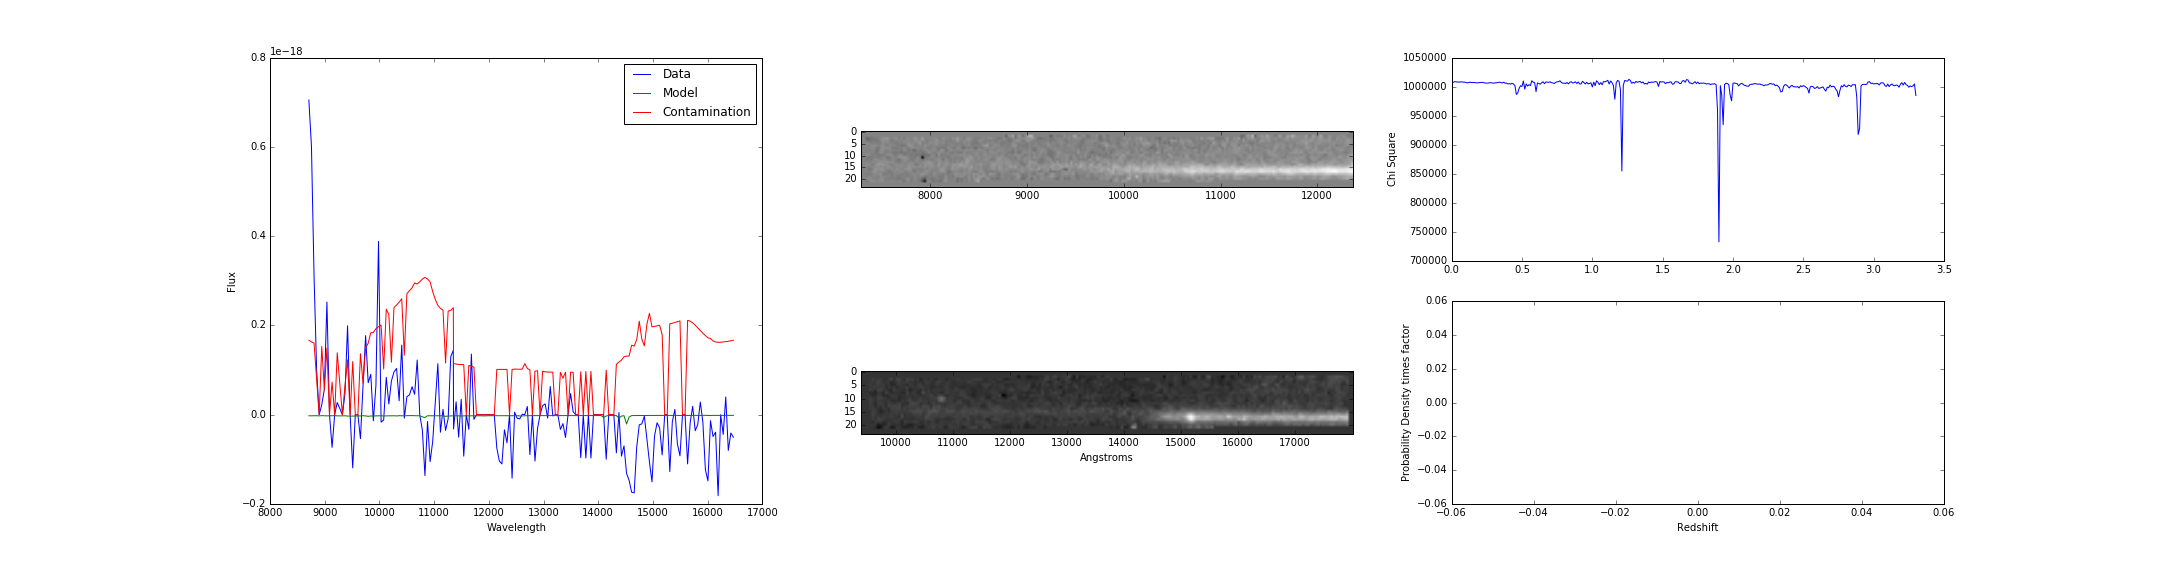 1e−18
0.8
0.6
0.4
0.2
0.0
−0.2
Flux
Data
Model
Contamination
8000 9000 10000 11000 12000 13000 14000 15000 16000 17000
Wavelength
0
5
10
15
20
8000 9000 10000 11000 12000
0
5
10
15
20
10000 11000 12000 13000 14000 15000 16000 17000
Angstroms
1050000
1000000
950000
900000
850000
800000
750000
700000
Chi Square
0.0 0.5 1.0 1.5 2.0 2.5 3.0 3.5
0.06
0.04
0.02
0.00
−0.02
−0.04
−0.06
Probability Density times factor
−0.06 −0.04 −0.02 0.00 0.02 0.04 0.06
Redshift